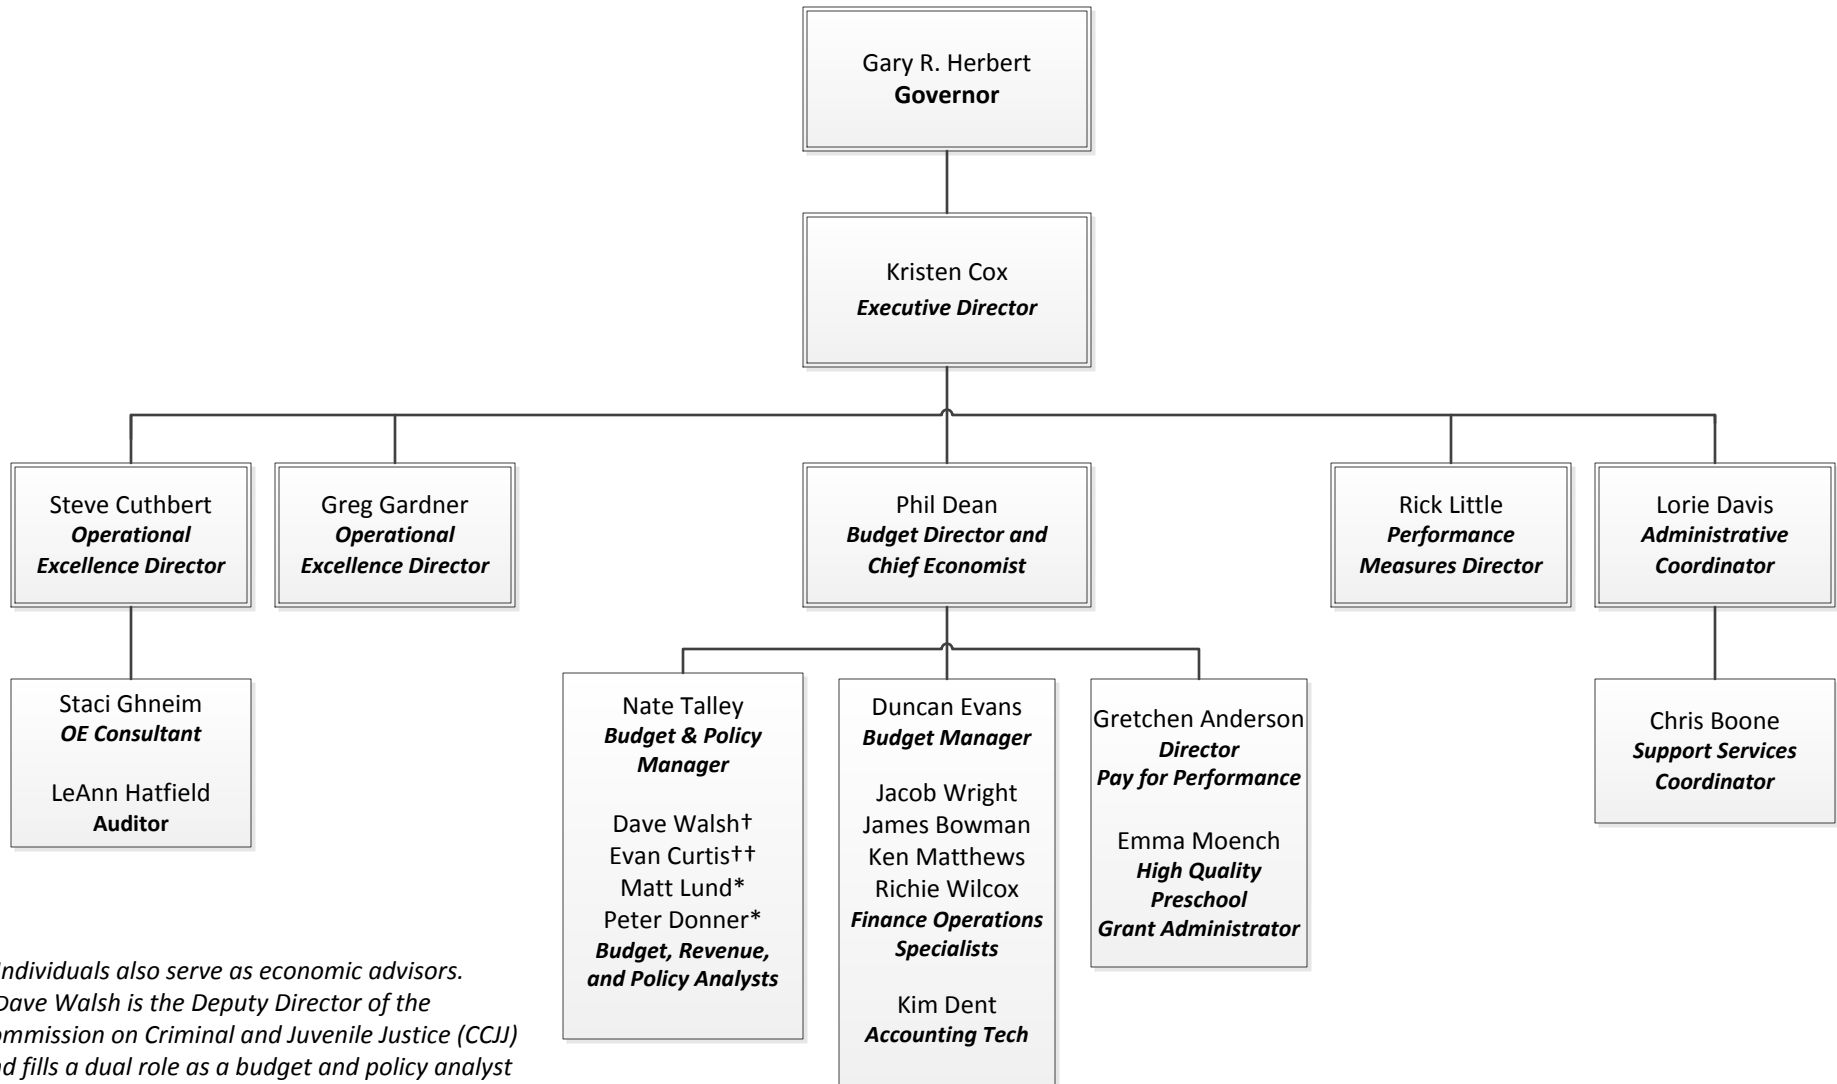 Gary R. Herbert
Governor
Kristen Cox
Executive Director
Steve Cuthbert
Operational
Excellence Director
Greg Gardner
Operational
Excellence Director
Phil Dean
Budget Director and
Chief Economist
Rick Little
Performance
Measures Director
Lorie Davis
Administrative
Coordinator
Staci Ghneim
OE Consultant
LeAnn Hatfield
Auditor
Nate Talley
Budget & Policy
Manager
Dave Walsh†
Evan Curtis††
Matt Lund*
Peter Donner*
Budget, Revenue,
and Policy Analysts
Duncan Evans
Budget Manager
Jacob Wright
James Bowman
Ken Matthews
Richie Wilcox
Finance Operations
Specialists
Kim Dent
Accounting Tech
Gretchen Anderson
Director
Pay for Performance
Emma Moench
High Quality
Preschool
Grant Administrator
Chris Boone
Support Services
Coordinator
Individuals also serve as economic advisors.
Dave Walsh is the Deputy Director of the
ommission on Criminal and Juvenile Justice (CCJJ)
d fills a dual role as a budget and policy analyst